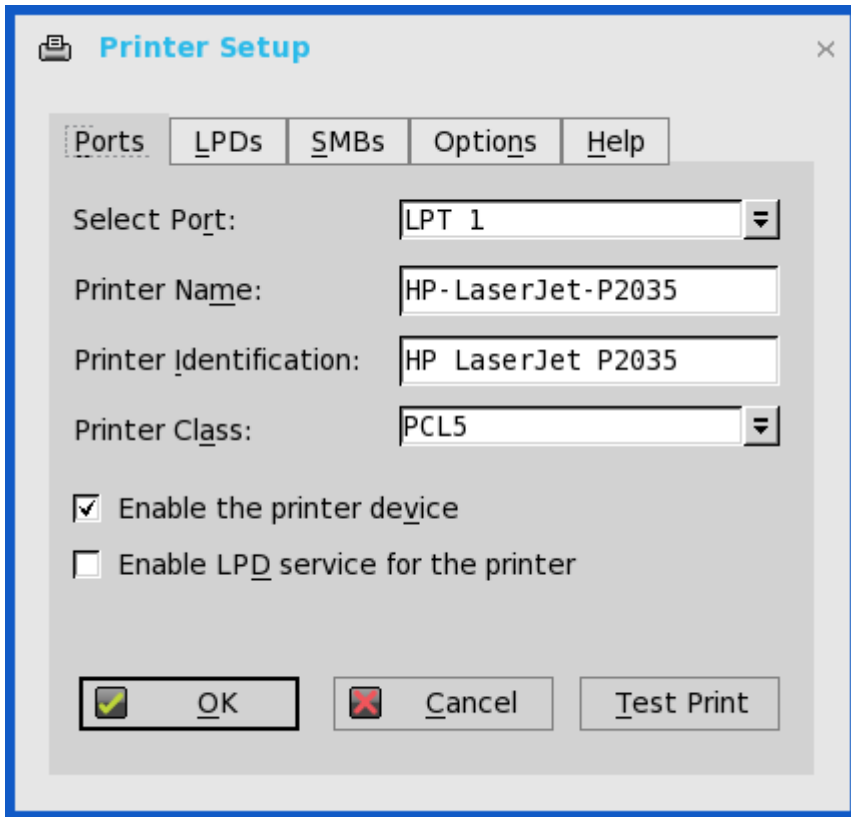 Printer Setup
Ports LPDs SMBs Options Help
Select Port: LPT 1
Printer Name: HP-LaserJet-P2035
Printer Identification: HP LaserJet P2035
Printer Class: PCL5
Enable the printer device
Enable LPD service for the printer
OK Cancel Test Print